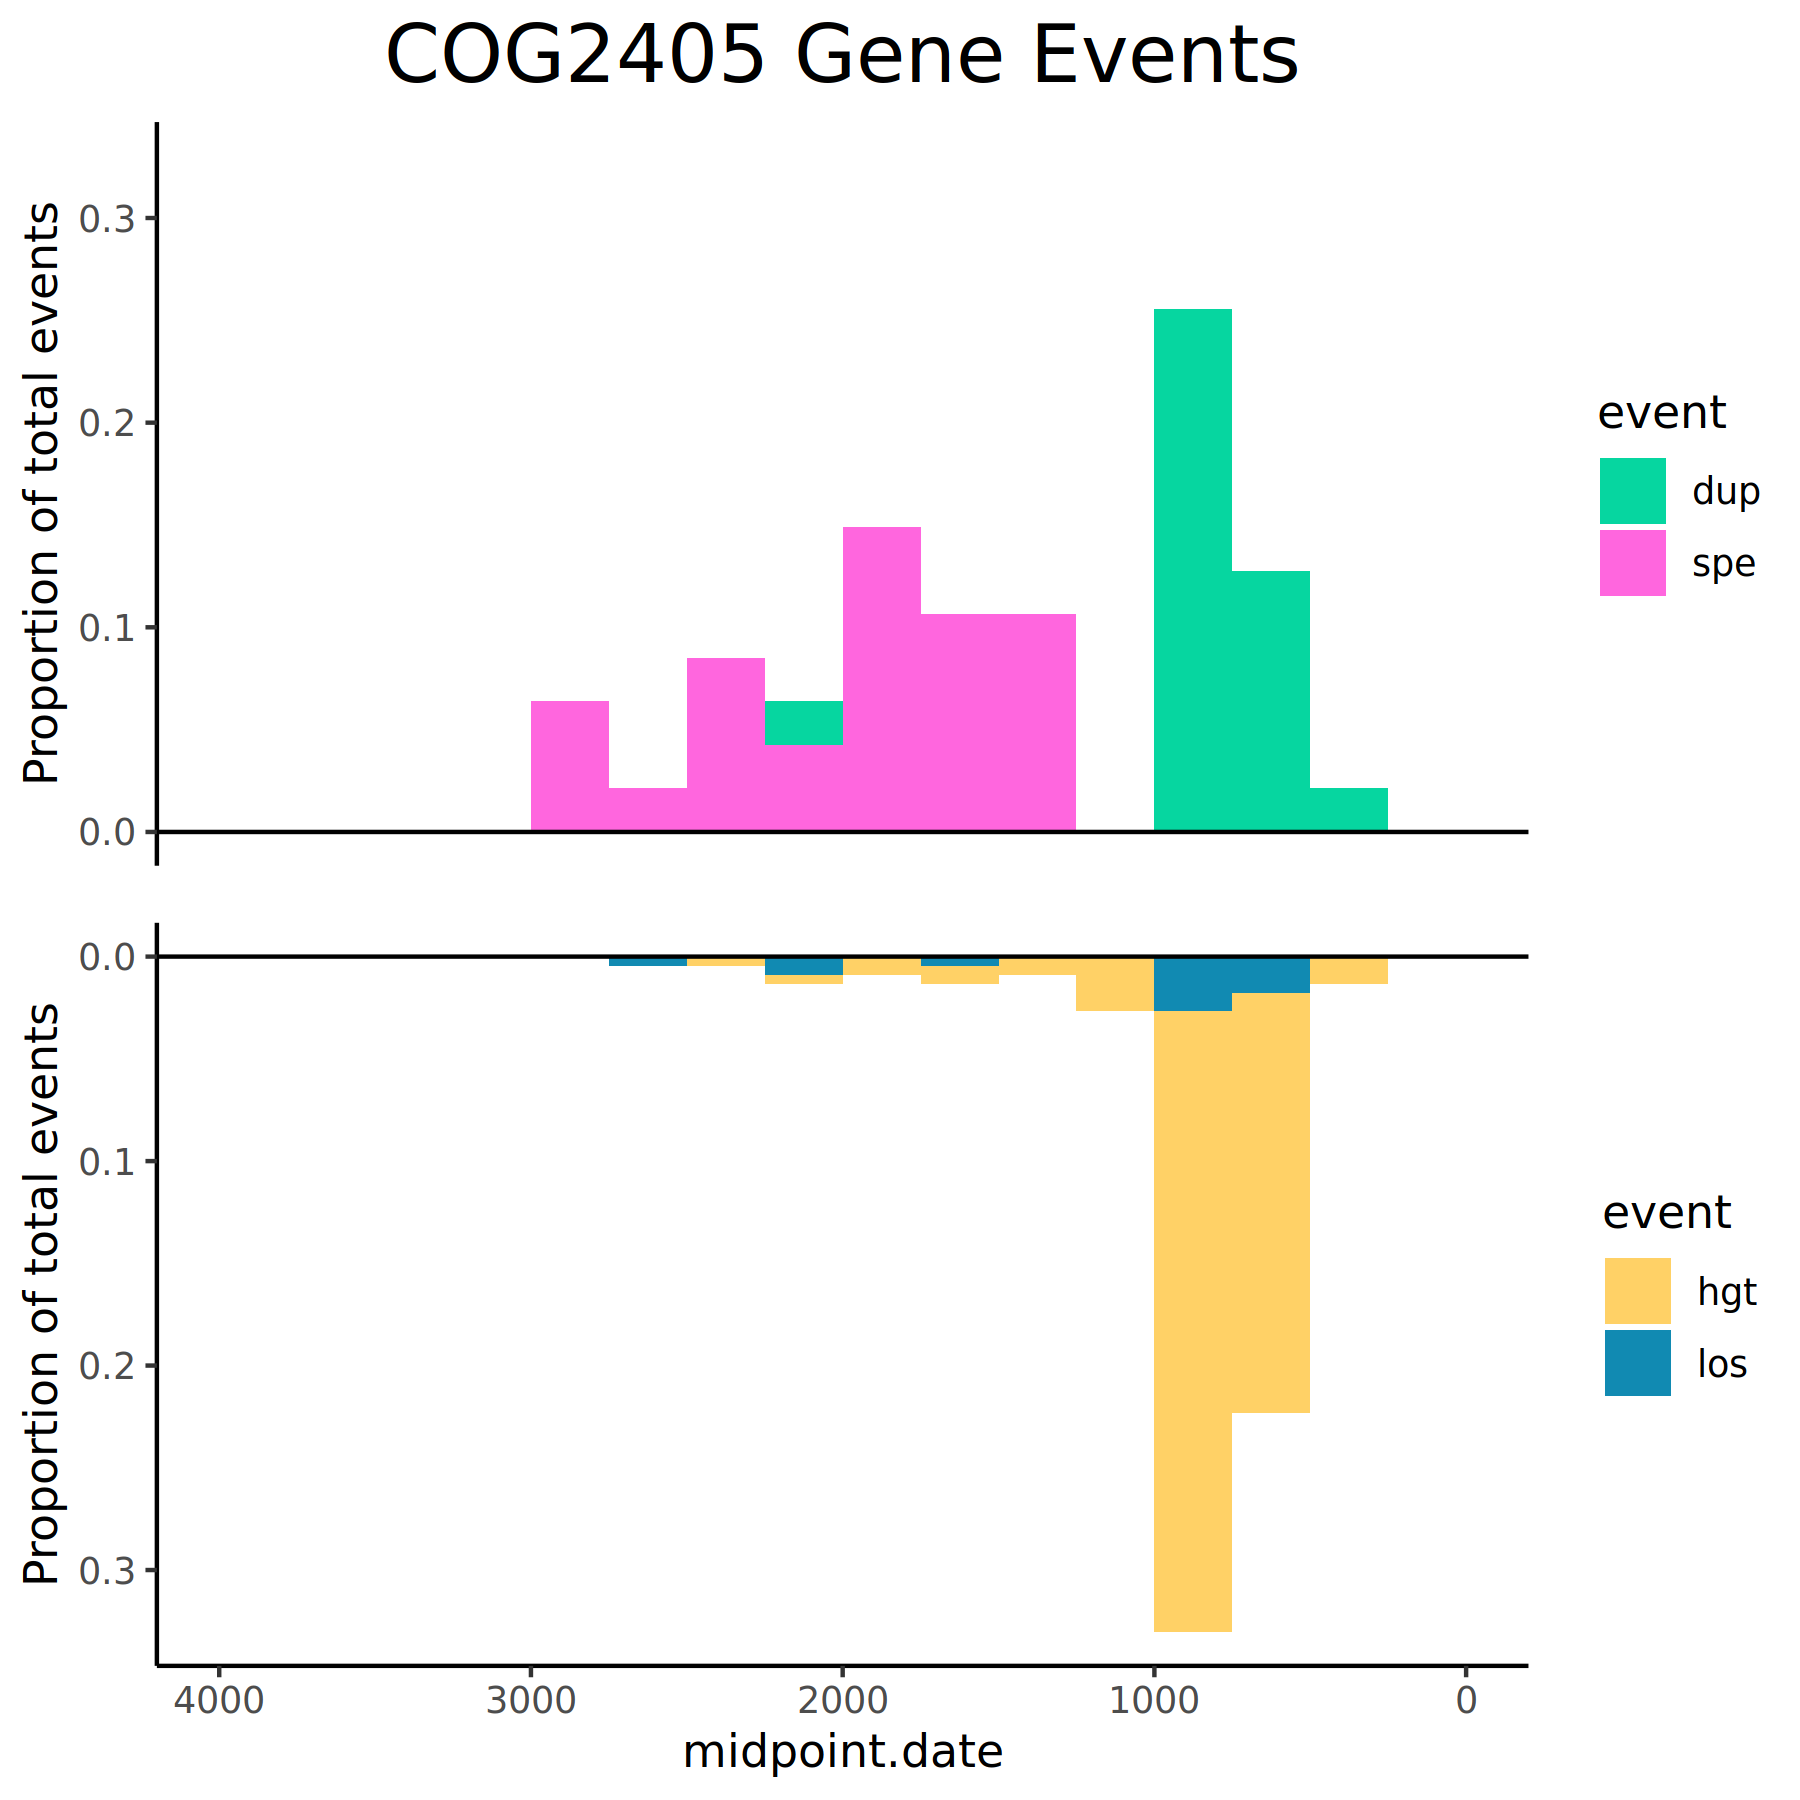 COG2405 Gene Events
Proportion of total events
0.3
0.2
0.1
0.0
event
dup
spe
Proportion of total events
0.0
0.1
0.2
0.3
event
hgt
los
4000 3000 2000 1000 0
midpoint.date